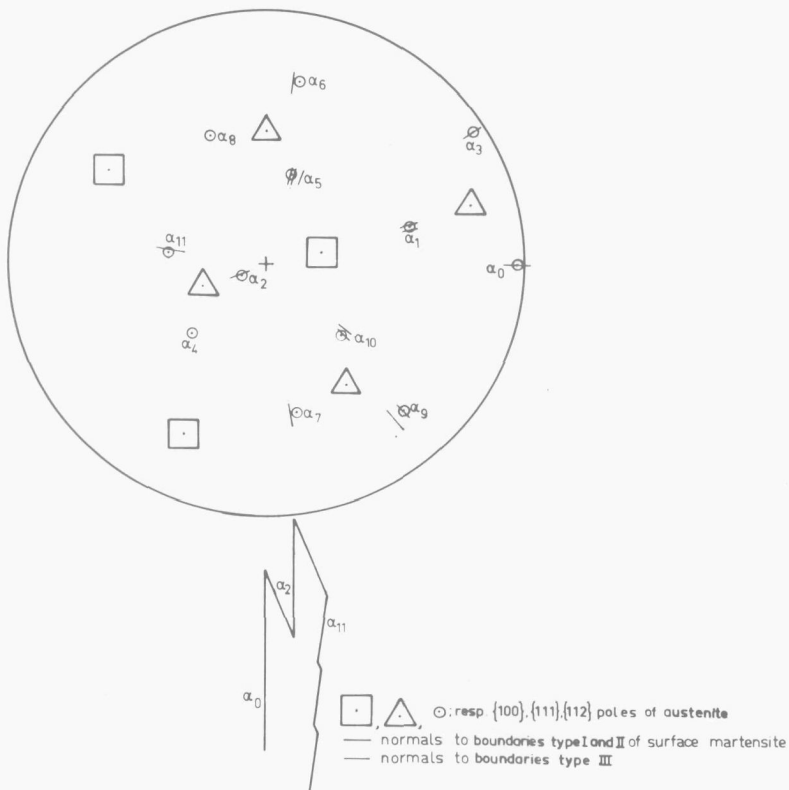 α6
α8
α3
α5
α11
α1
α0
α2
α10
α4
α7
α9
α2
α11
α0
, , ⊙; resp. {100}, {111}, {112} poles of austenite
— normals to boundaries type I and II of surface martensite
— normals to boundaries type III